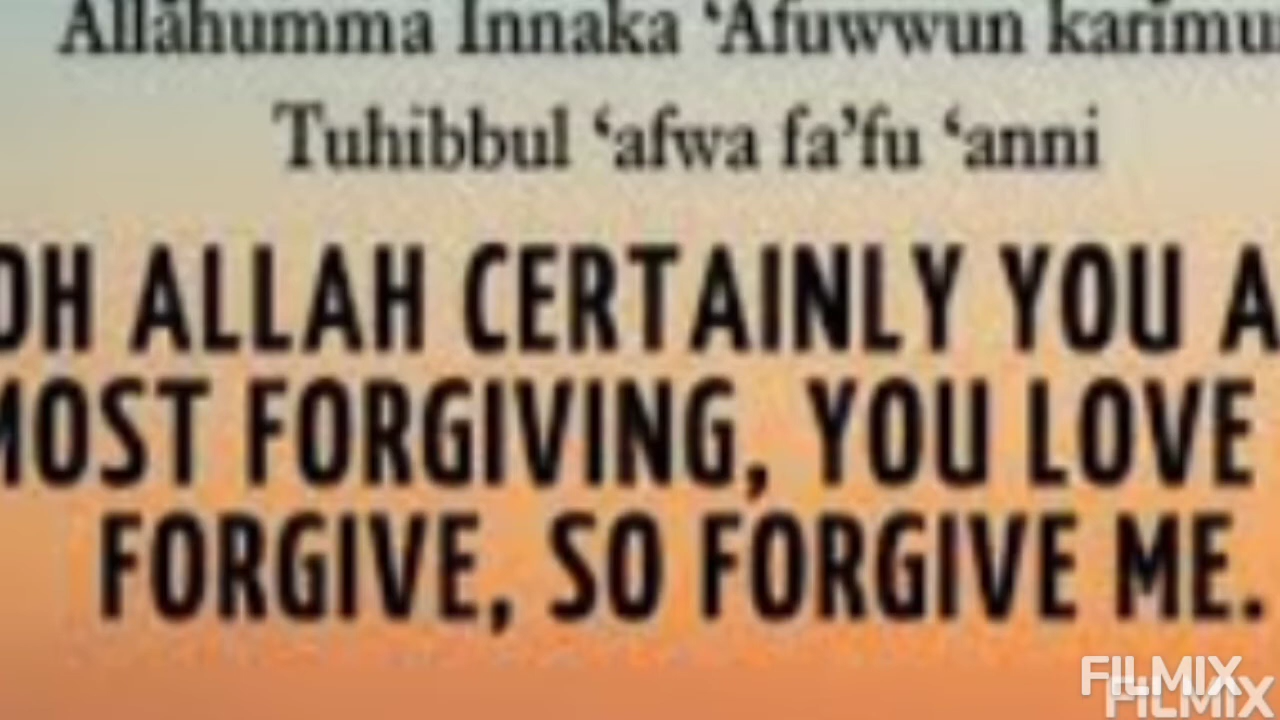 Allāhumma Innaka ‘Afuwwun karīmu
Tuhibbul ‘afwa fa’fu ‘anni
OH ALLAH CERTAINLY YOU A
MOST FORGIVING, YOU LOVE
FORGIVE, SO FORGIVE ME.
FILMIX
FILMIX